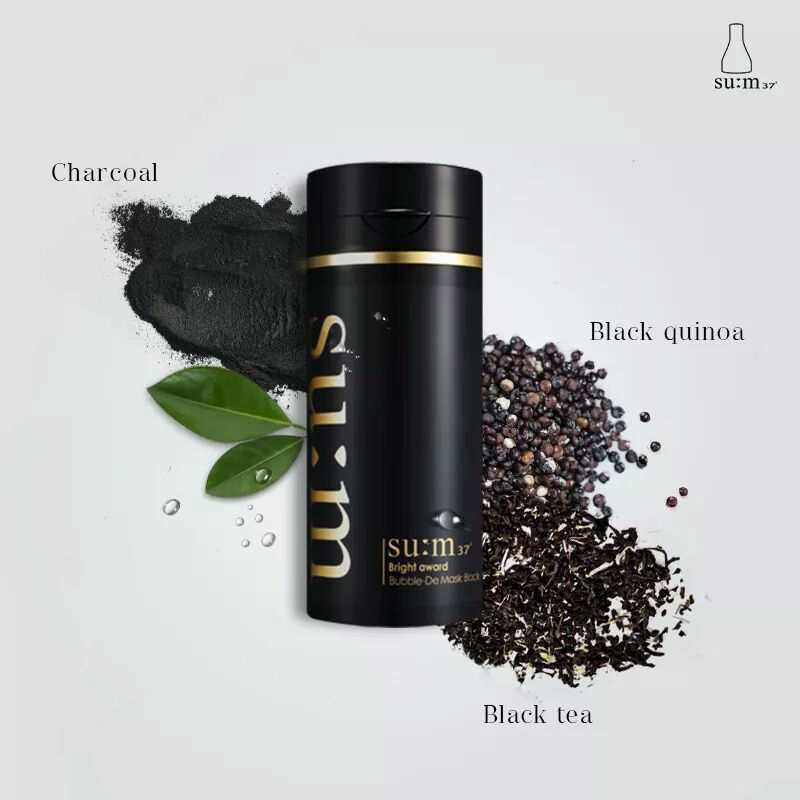 su:m37°
Charcoal
Black quinoa
su:m
su:m37°
Bright award
Bubble·De Mask Black
Black tea